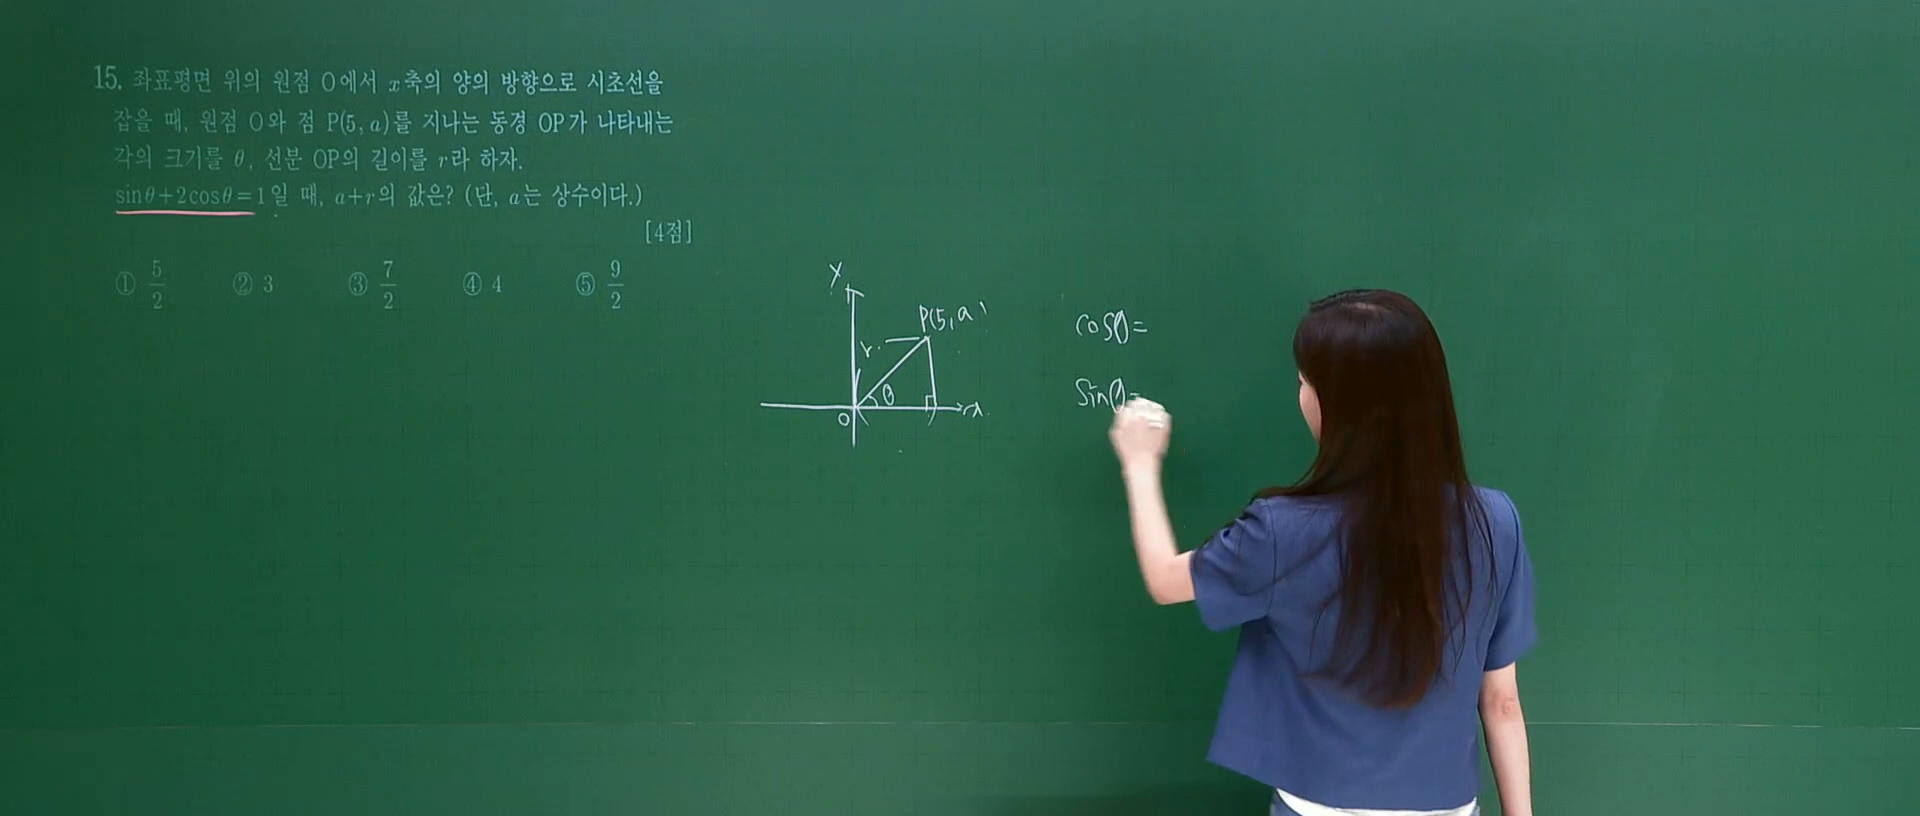 15. 좌표평면 위의 원점 O에서 x축의 양의 방향으로 시초선을
잡을 때, 원점 O와 점 P(5, a)를 지나는 동경 OP가 나타내는
각의 크기를 θ, 선분 OP의 길이를 r라 하자.
sinθ+2cosθ=1일 때, a+r의 값은? (단, a는 상수이다.)
[4점]
① 5/2 ② 3 ③ 7/2 ④ 4 ⑤ 9/2
y
P(5, a)
r
θ
O
x
cosθ=
sinθ=